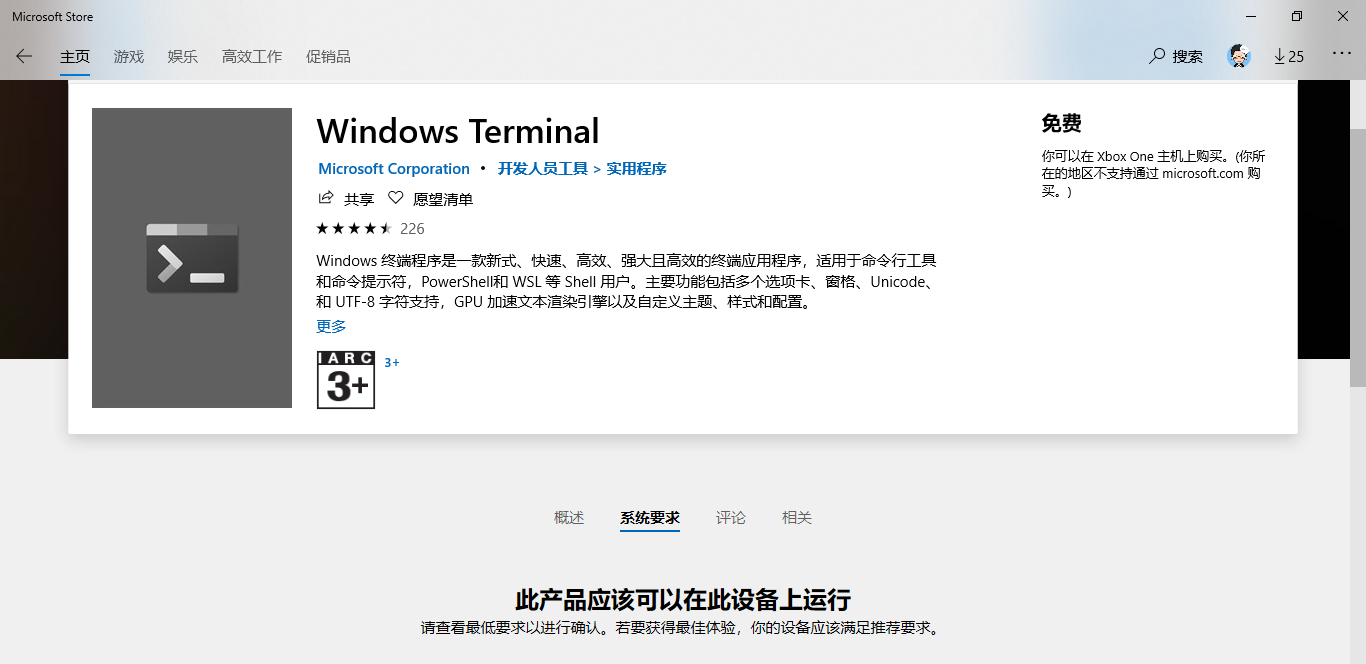 Microsoft Store
主页 游戏 娱乐 高效工作 促销品 搜索 25
Windows Terminal
免费
Microsoft Corporation • 开发人员工具 > 实用程序
你可以在 Xbox One 主机上购买。(你所
在的地区不支持通过 microsoft.com 购
买。)
共享 愿望清单
226
Windows 终端程序是一款新式、快速、高效、强大且高效的终端应用程序，适用于命令行工具
和命令提示符，PowerShell和 WSL 等 Shell 用户。主要功能包括多个选项卡、窗格、Unicode、
和 UTF-8 字符支持，GPU 加速文本渲染引擎以及自定义主题、样式和配置。
更多
IARC
3+
3+
概述 系统要求 评论 相关
此产品应该可以在此设备上运行
请查看最低要求以进行确认。若要获得最佳体验，你的设备应该满足推荐要求。